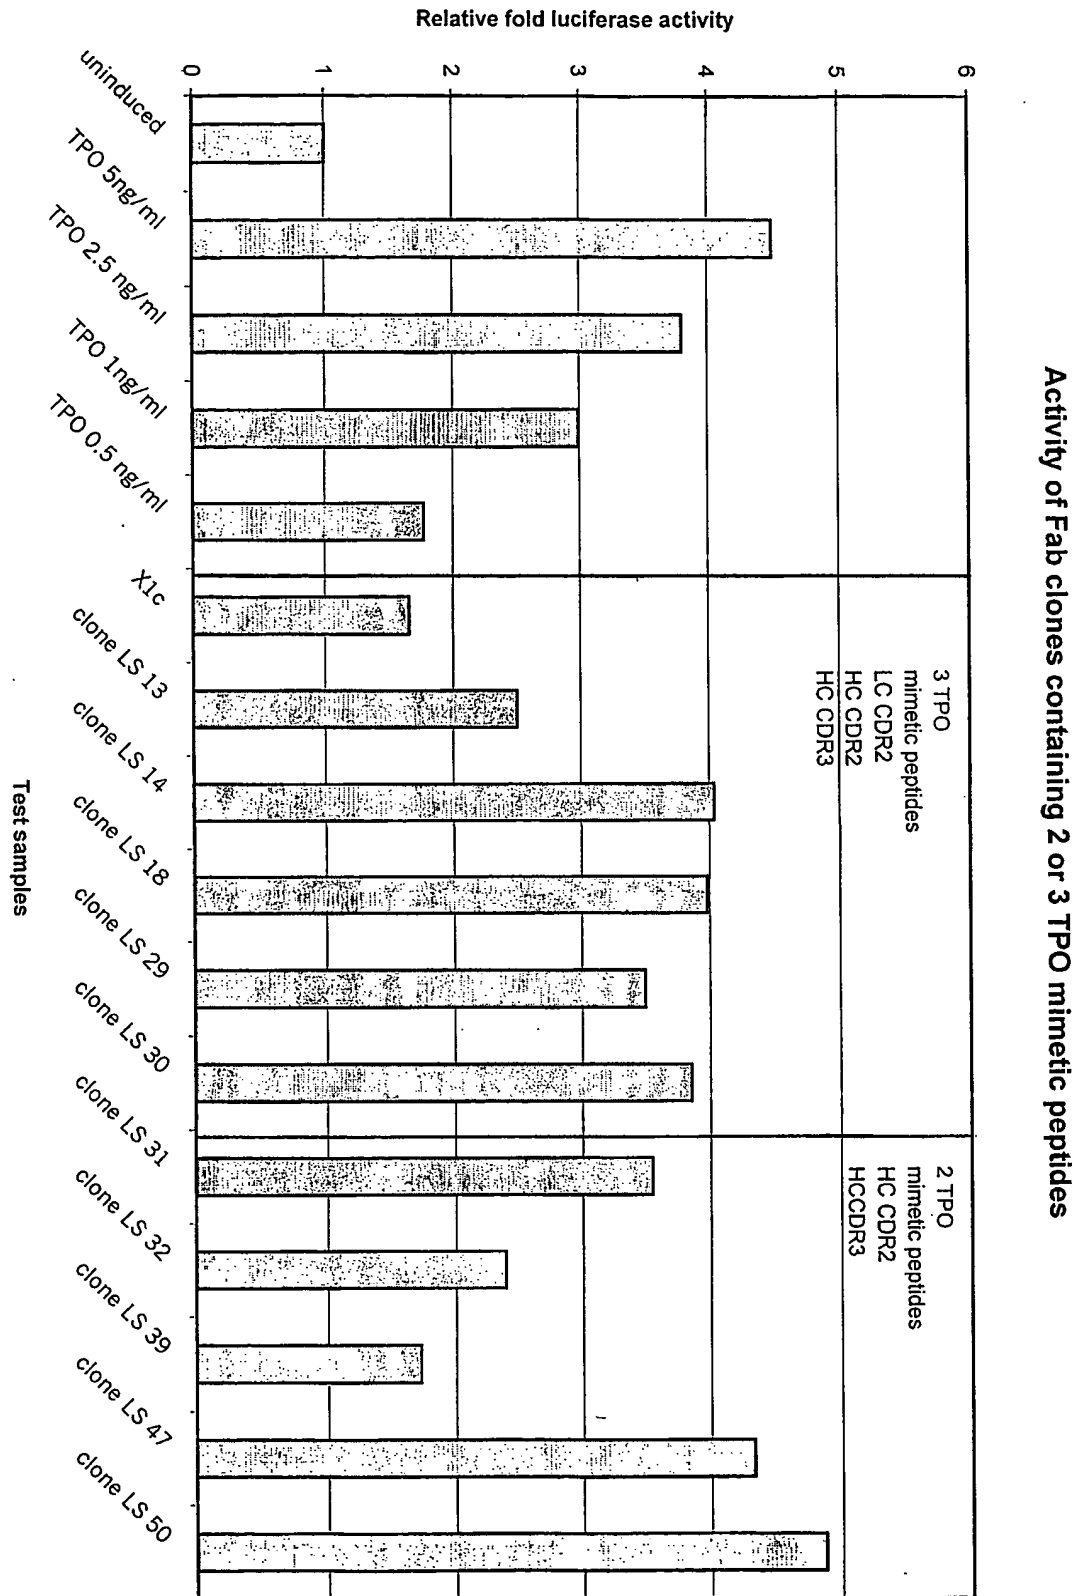 Activity of Fab clones containing 2 or 3 TPO mimetic peptides
Relative fold luciferase activity
6
5
4
3
2
1
0
3 TPO
mimetic peptides
LC CDR2
HC CDR2
HC CDR3
2 TPO
mimetic peptides
HC CDR2
HCCDR3
uninduced
TPO 5ng/ml
TPO 2.5 ng/ml
TPO 1ng/ml
TPO 0.5 ng/ml
X1c
clone LS 13
clone LS 14
clone LS 18
clone LS 29
clone LS 30
clone LS 31
clone LS 32
clone LS 39
clone LS 47
clone LS 50
Test samples